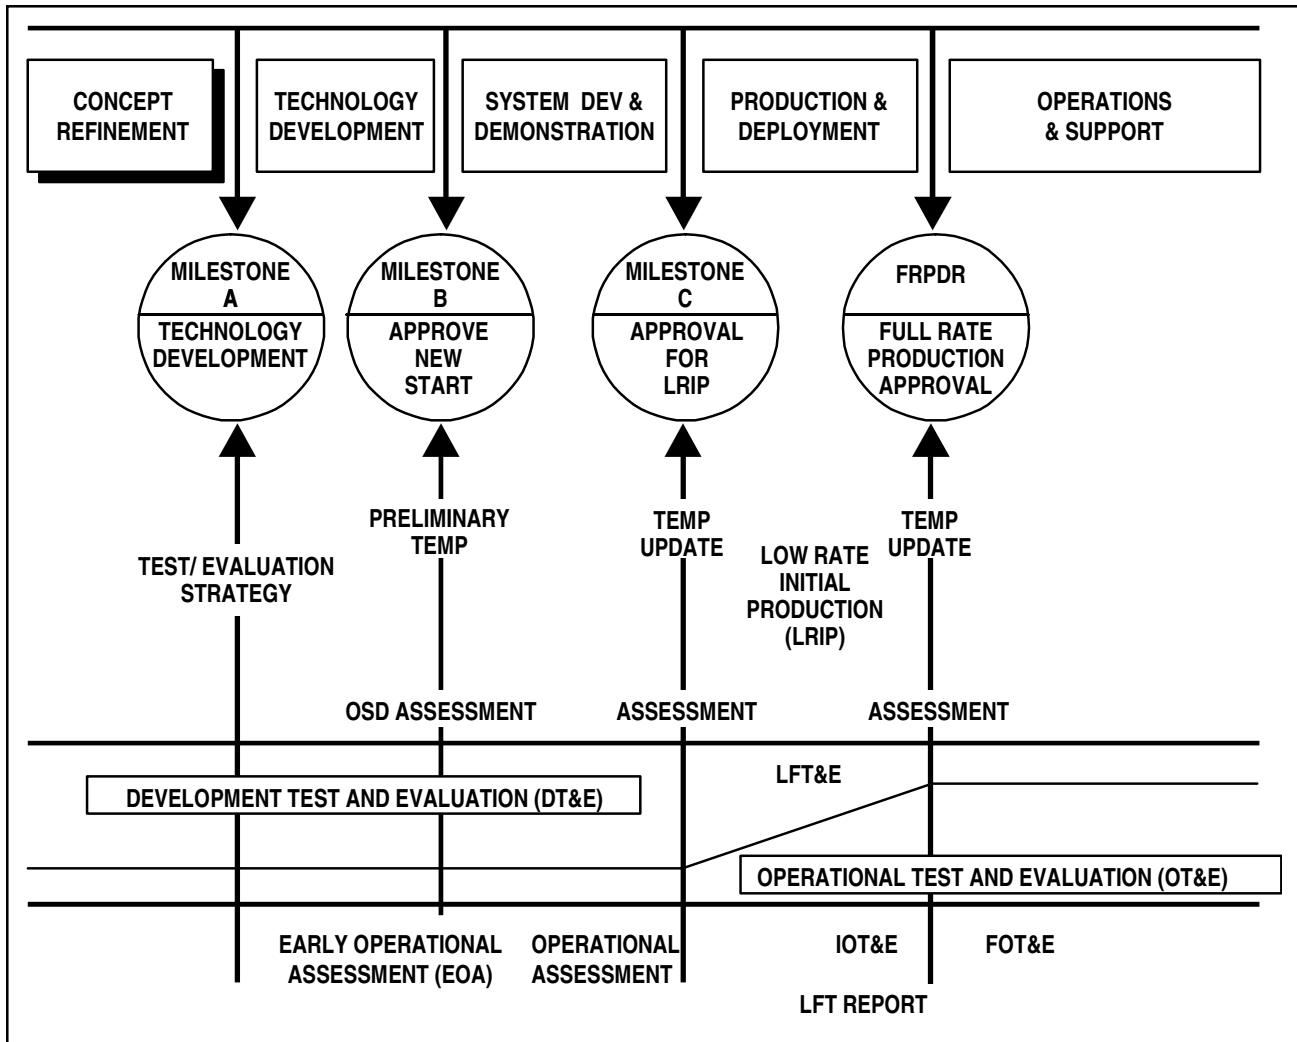 CONCEPT
REFINEMENT
TECHNOLOGY
DEVELOPMENT
SYSTEM DEV &
DEMONSTRATION
PRODUCTION &
DEPLOYMENT
OPERATIONS
& SUPPORT
MILESTONE
A
TECHNOLOGY
DEVELOPMENT
MILESTONE
B
APPROVE
NEW
START
MILESTONE
C
APPROVAL
FOR
LRIP
FRPDR
FULL RATE
PRODUCTION
APPROVAL
TEST/ EVALUATION
STRATEGY
PRELIMINARY
TEMP
TEMP
UPDATE
LOW RATE
INITIAL
PRODUCTION
(LRIP)
TEMP
UPDATE
OSD ASSESSMENT
ASSESSMENT
ASSESSMENT
LFT&E
DEVELOPMENT TEST AND EVALUATION (DT&E)
OPERATIONAL TEST AND EVALUATION (OT&E)
EARLY OPERATIONAL
ASSESSMENT (EOA)
OPERATIONAL
ASSESSMENT
IOT&E
FOT&E
LFT REPORT